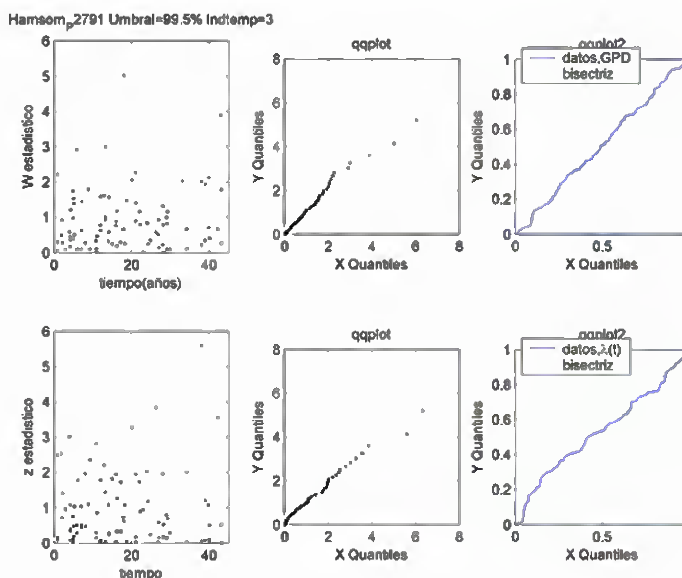 Hamsom_p2791 Umbral=99.5% Indtemp=3
qqplot
qqplot2
W estadistico
6
5
4
3
2
1
0
0 20 40
tiempo(años)
Y Quantiles
8
6
4
2
0
0 2 4 6 8
X Quantiles
datos,GPD
bisectriz
Y Quantiles
1
0.8
0.6
0.4
0.2
0
0 0.5
X Quantiles
qqplot
qqplot2
z estadistico
6
5
4
3
2
1
0
0 20 40
tiempo
Y Quantiles
8
6
4
2
0
0 2 4 6 8
X Quantiles
datos,λ(t)
bisectriz
Y Quantiles
1
0.8
0.6
0.4
0.2
0
0 0.5
X Quantiles